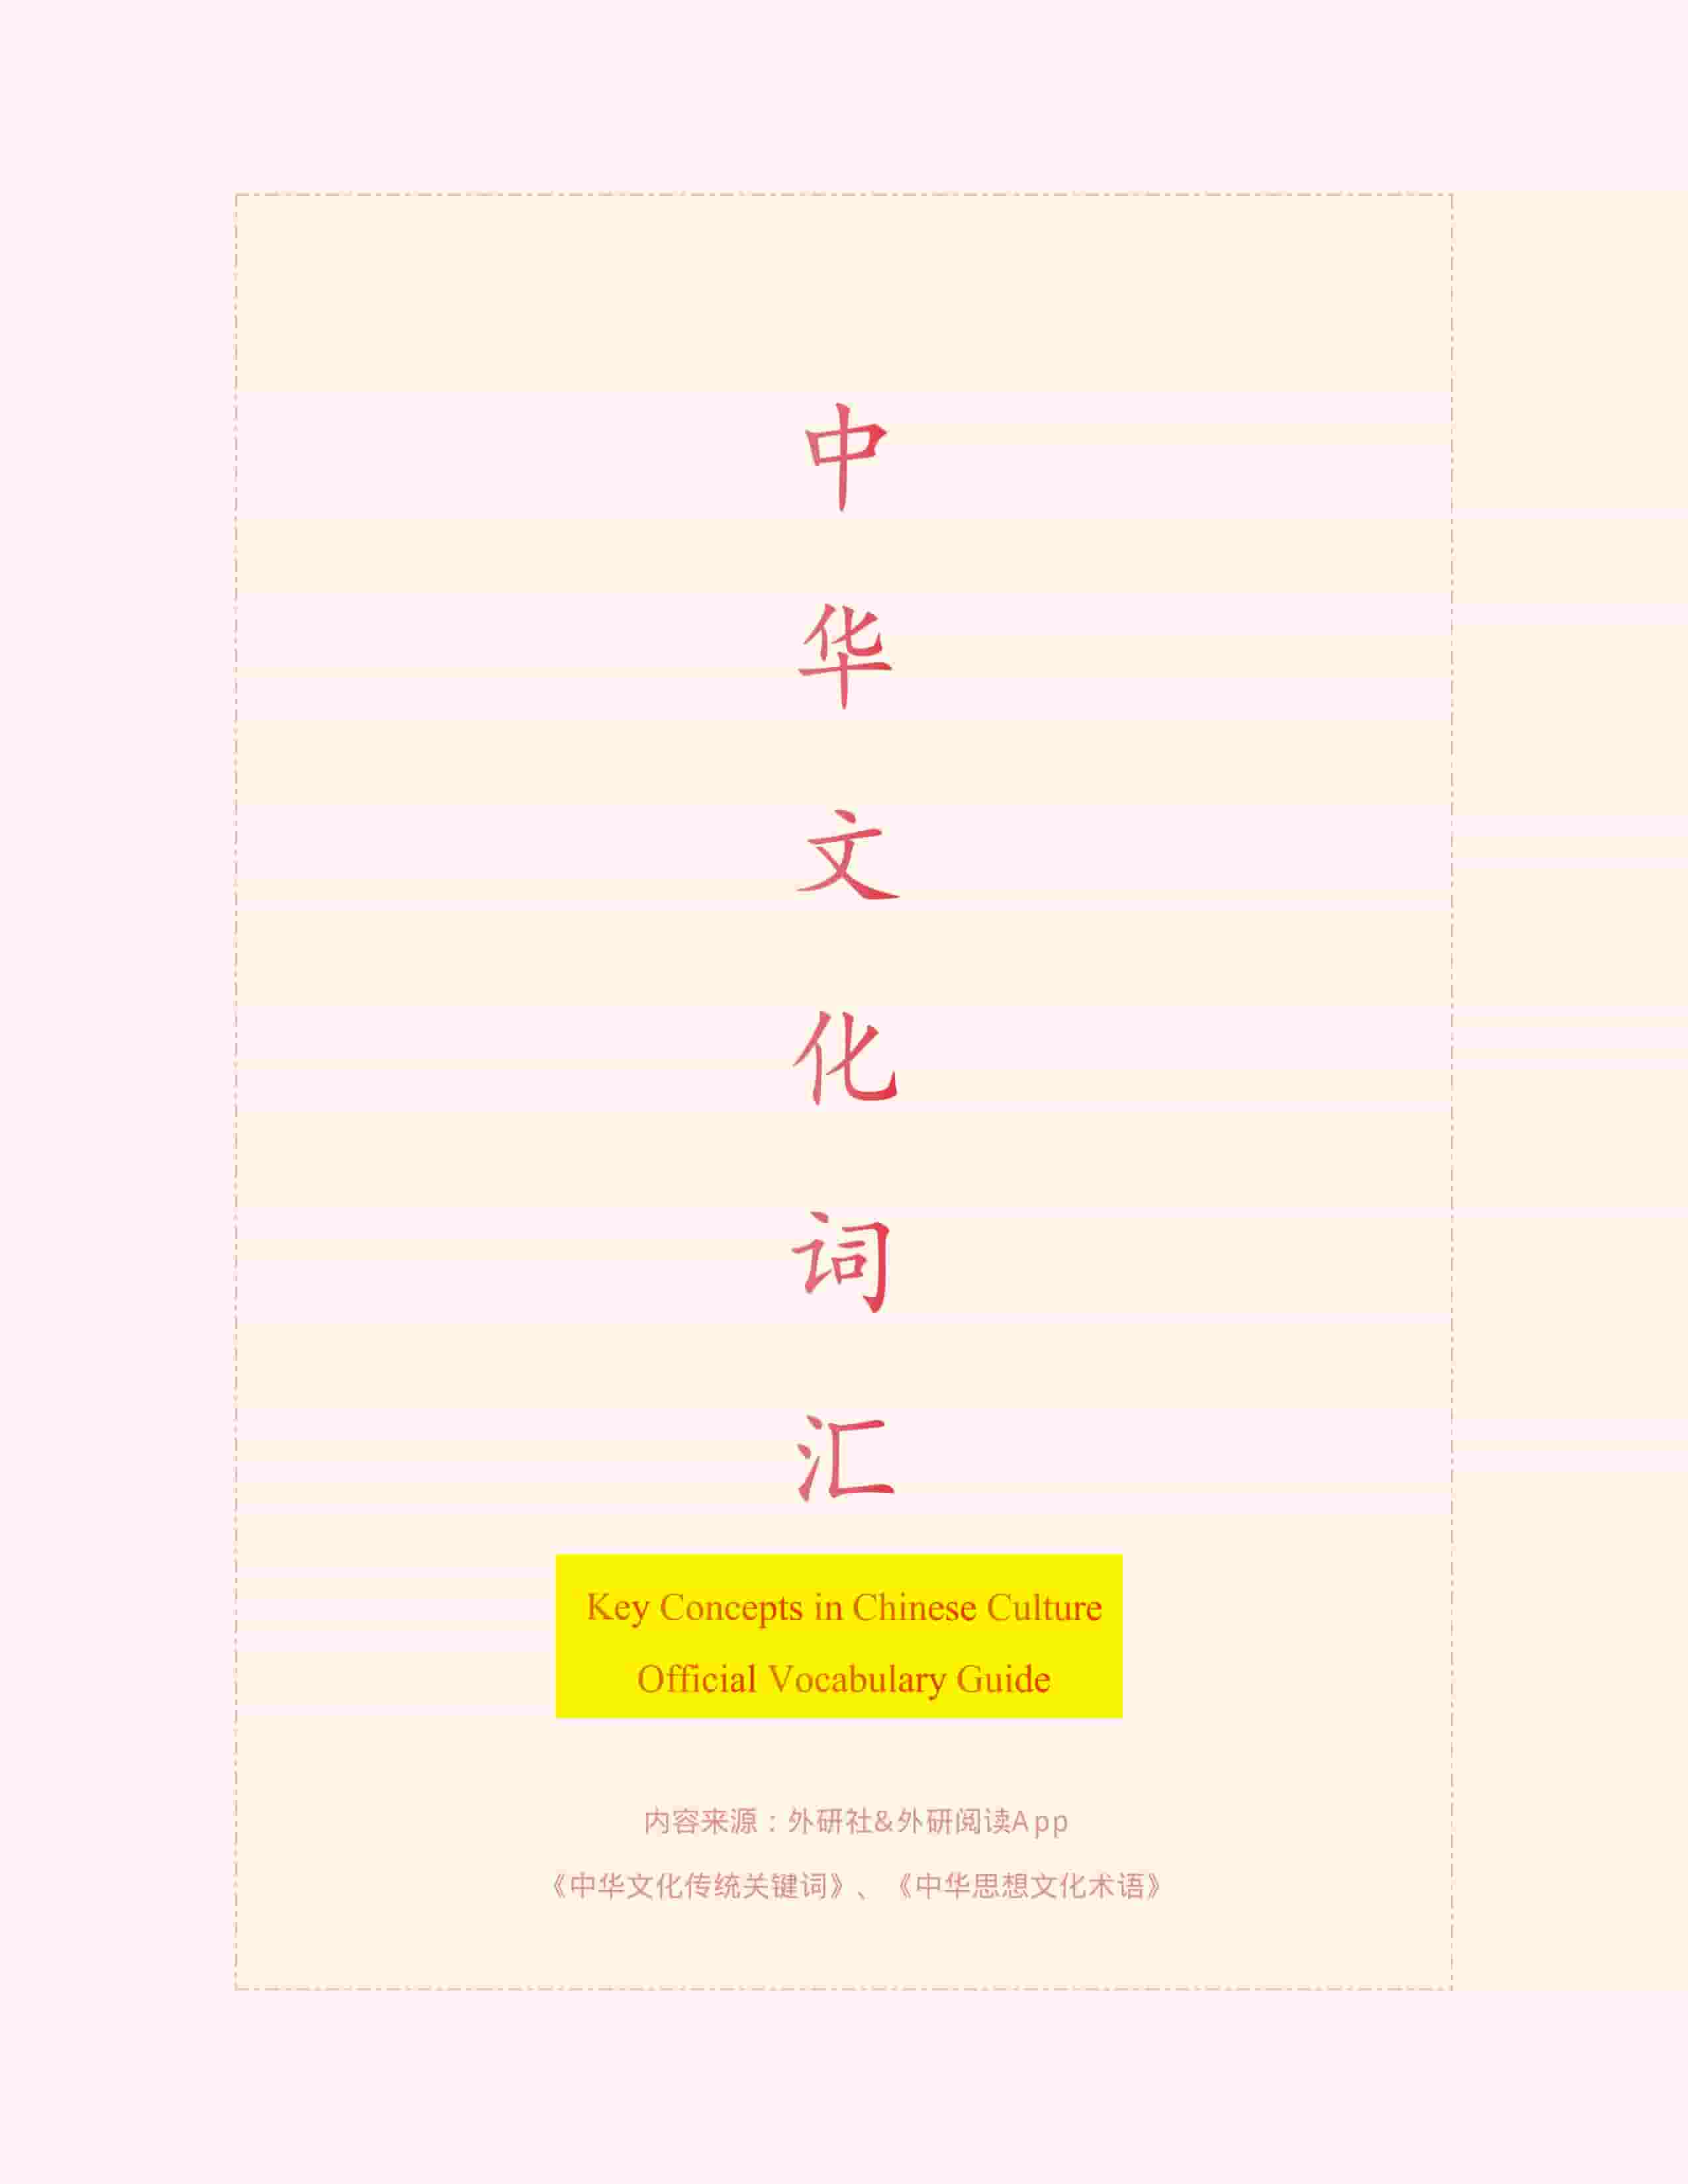 中华文化词汇
Key Concepts in Chinese Culture
Official Vocabulary Guide
内容来源：外研社&外研阅读App
《中华文化传统关键词》、《中华思想文化术语》